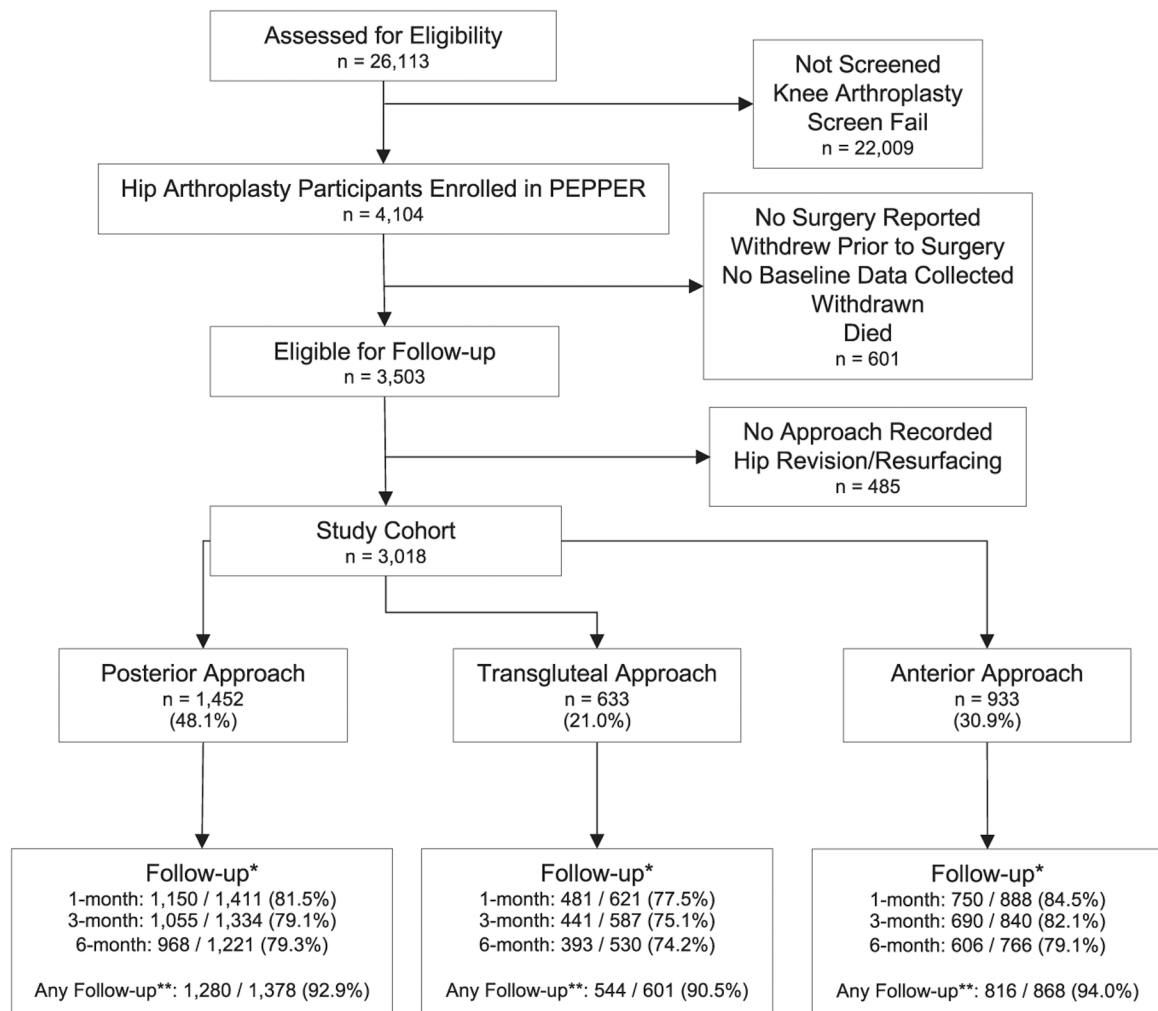 Assessed for Eligibility
n = 26,113
Not Screened
Knee Arthroplasty
Screen Fail
n = 22,009
Hip Arthroplasty Participants Enrolled in PEPPER
n = 4,104
No Surgery Reported
Withdrew Prior to Surgery
No Baseline Data Collected
Withdrawn
Died
n = 601
Eligible for Follow-up
n = 3,503
No Approach Recorded
Hip Revision/Resurfacing
n = 485
Study Cohort
n = 3,018
Posterior Approach
n = 1,452
(48.1%)
Transgluteal Approach
n = 633
(21.0%)
Anterior Approach
n = 933
(30.9%)
Follow-up*
1-month: 1,150 / 1,411 (81.5%)
3-month: 1,055 / 1,334 (79.1%)
6-month: 968 / 1,221 (79.3%)
Any Follow-up**: 1,280 / 1,378 (92.9%)
Follow-up*
1-month: 481 / 621 (77.5%)
3-month: 441 / 587 (75.1%)
6-month: 393 / 530 (74.2%)
Any Follow-up**: 544 / 601 (90.5%)
Follow-up*
1-month: 750 / 888 (84.5%)
3-month: 690 / 840 (82.1%)
6-month: 606 / 766 (79.1%)
Any Follow-up**: 816 / 868 (94.0%)